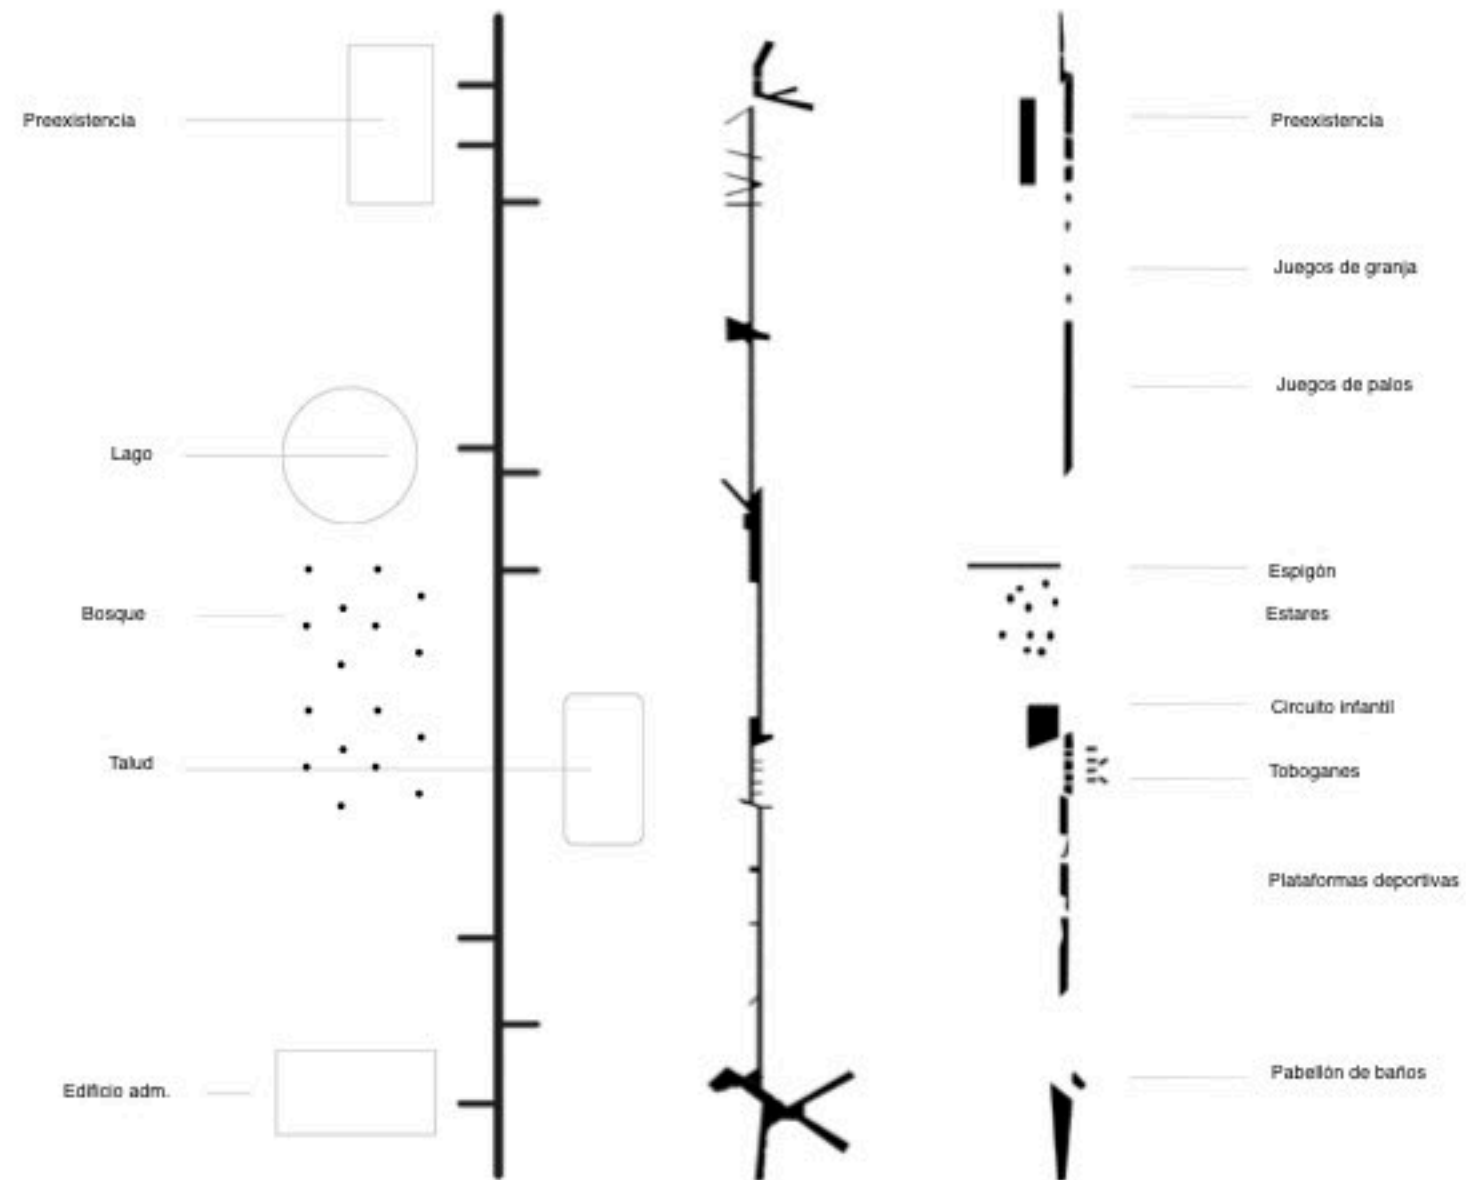 Preexistencia
Lago
Bosque
Talud
Edificio adm.
Preexistencia
Juegos de granja
Juegos de palos
Espigón
Estares
Circuito infantil
Toboganes
Plataformas deportivas
Pabellón de baños